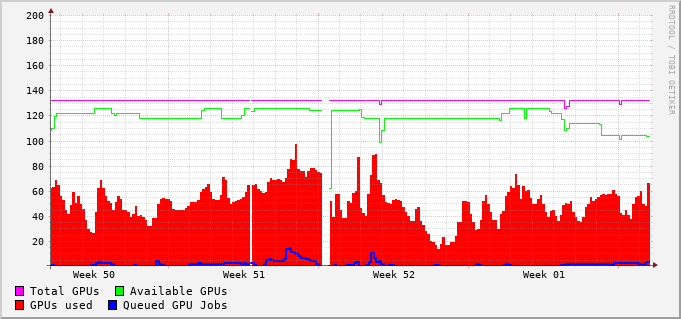 200
180
160
140
120
100
80
60
40
20
Week 50 Week 51 Week 52 Week 01
Total GPUs Available GPUs
GPUs used Queued GPU Jobs
RRDTOOL / TOBI OETIKER